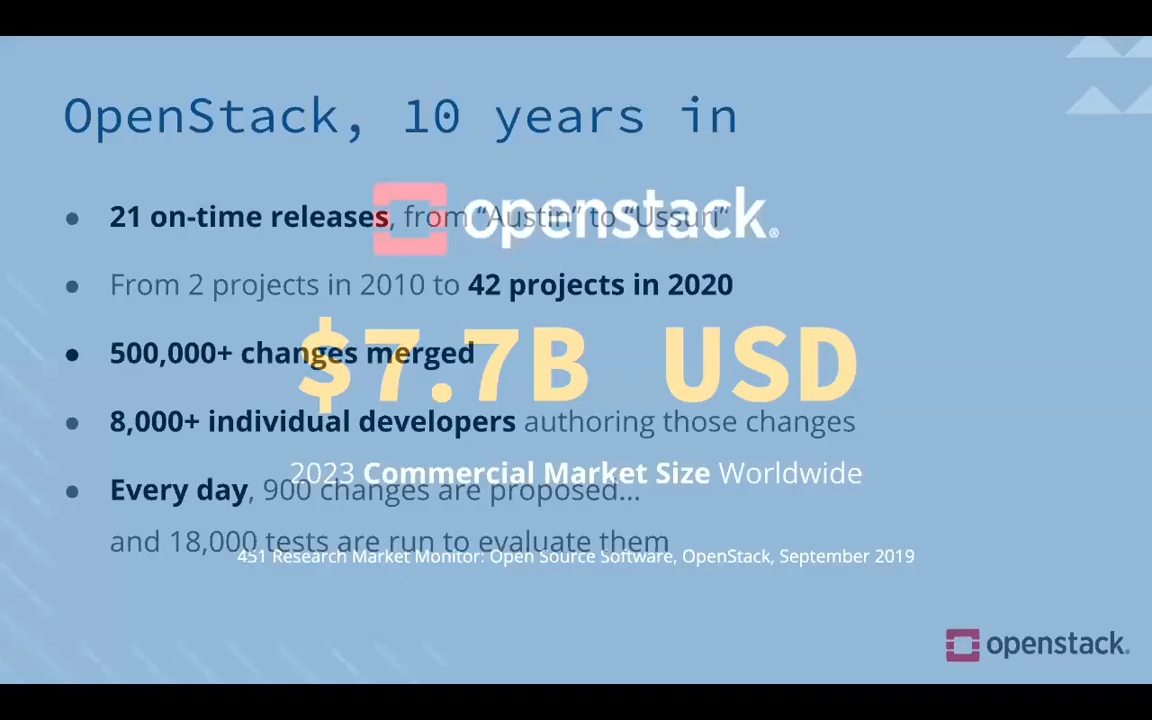 OpenStack, 10 years in
openstack.
● 21 on-time releases, from “Austin” to “Ussuri”
● From 2 projects in 2010 to 42 projects in 2020
$7.7B USD
● 500,000+ changes merged
● 8,000+ individual developers authoring those changes
2023 Commercial Market Size Worldwide
● Every day, 900 changes are proposed...
and 18,000 tests are run to evaluate them
451 Research Market Monitor: Open Source Software, OpenStack, September 2019
openstack.